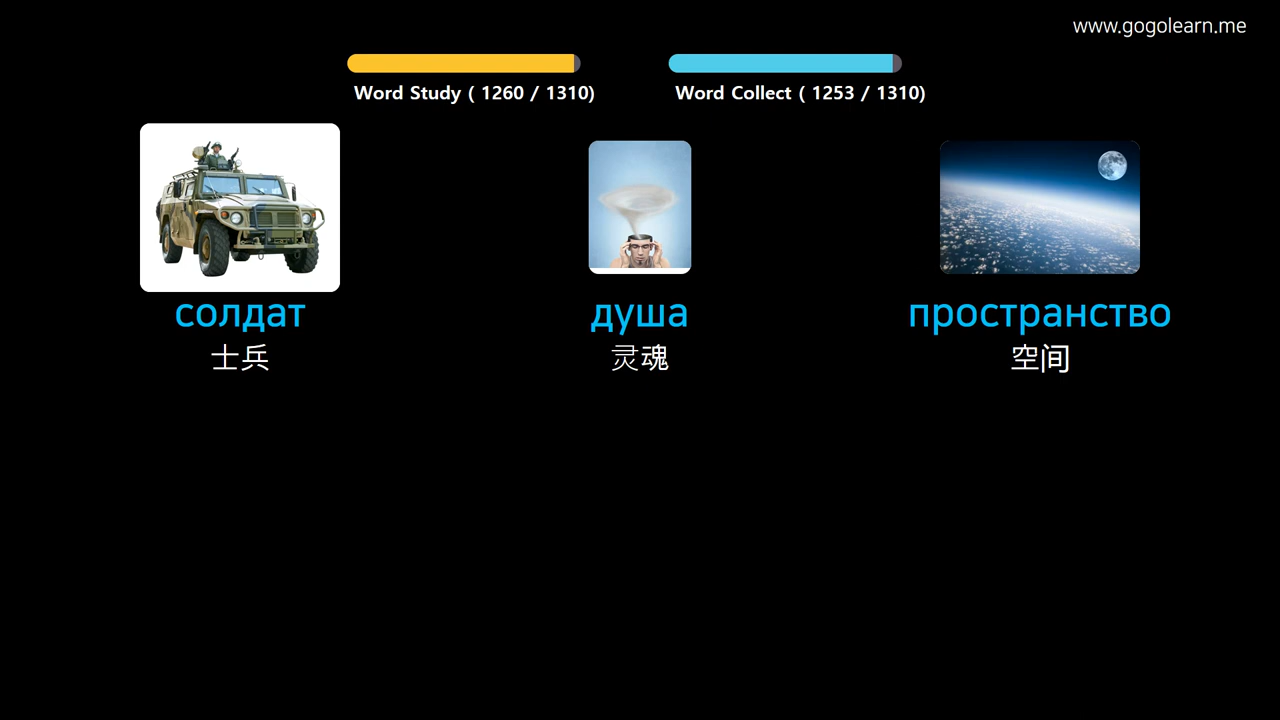 www.gogolearn.me
Word Study ( 1260 / 1310)
Word Collect ( 1253 / 1310)
солдат
душа
пространство
士兵
灵魂
空间